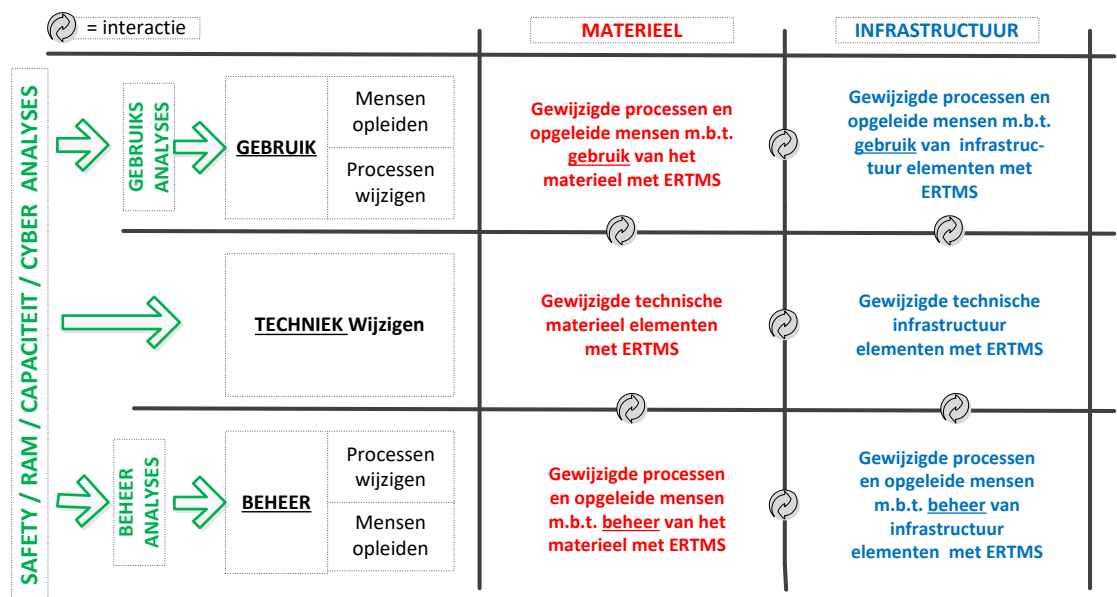 = interactie
MATERIEEL
INFRASTRUCTUUR
SAFETY / RAM / CAPACITEIT / CYBER ANALYSES
GEBRUIKS
ANALYSES
GEBRUIK
Mensen
opleiden
Processen
wijzigen
Gewijzigde processen en
opgeleide mensen m.b.t.
gebruik van het
materieel met ERTMS
Gewijzigde processen en
opgeleide mensen m.b.t.
gebruik van infrastruc-
tuur elementen met
ERTMS
TECHNIEK Wijzigen
Gewijzigde technische
materieel elementen
met ERTMS
Gewijzigde technische
infrastructuur
elementen met ERTMS
BEHEER
ANALYSES
BEHEER
Processen
wijzigen
Mensen
opleiden
Gewijzigde processen
en opgeleide mensen
m.b.t. beheer van het
materieel met ERTMS
Gewijzigde processen
en opgeleide mensen
m.b.t. beheer van
infrastructuur
elementen met ERTMS